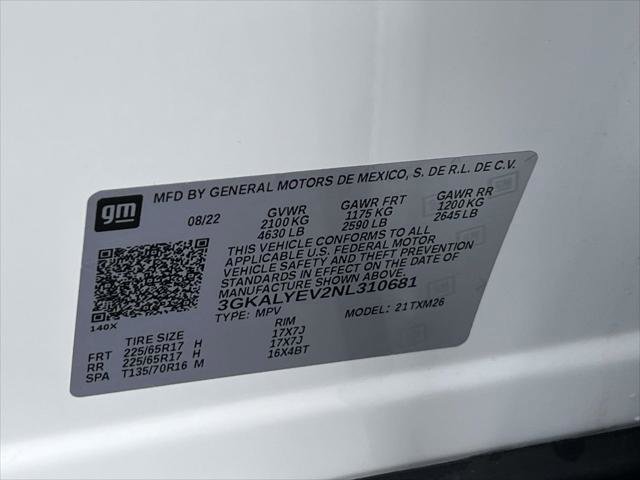 gm
MFD BY GENERAL MOTORS DE MEXICO, S. DE R.L. DE C.V.
08/22 GVWR GAWR FRT GAWR RR
2100 KG 1175 KG 1200 KG
4630 LB 2590 LB 2645 LB
THIS VEHICLE CONFORMS TO ALL
APPLICABLE U.S. FEDERAL MOTOR
VEHICLE SAFETY AND THEFT PREVENTION
STANDARDS IN EFFECT ON THE DATE OF
MANUFACTURE SHOWN ABOVE.
3GKALYEV2NL310681
TYPE: MPV MODEL: 21TXM26
140X
TIRE SIZE RIM
FRT 225/65R17 H 17X7J
RR 225/65R17 H 17X7J
SPA T135/70R16 M 16X4BT